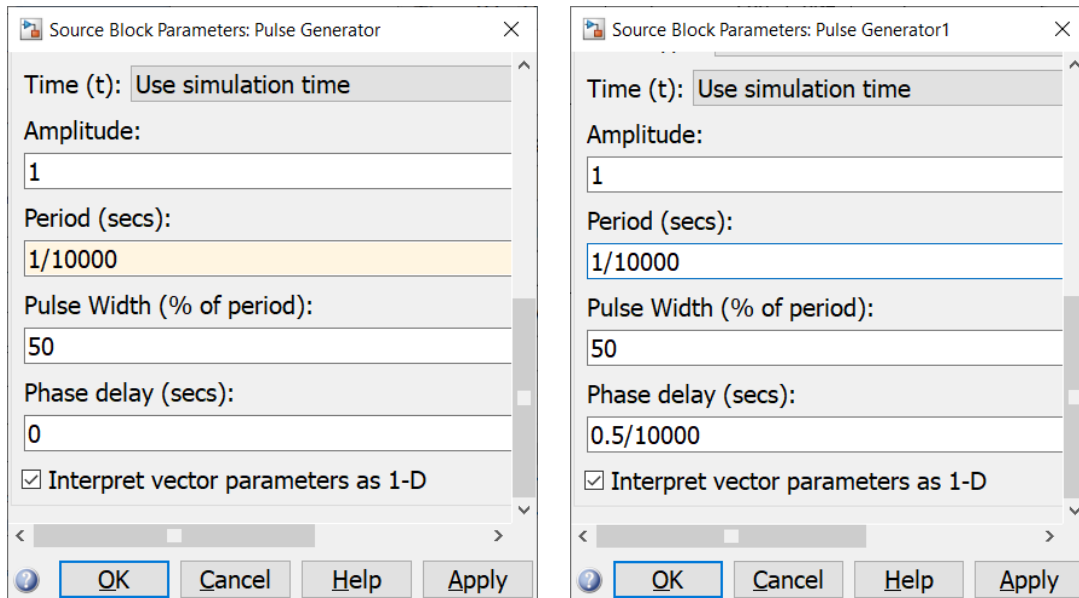 Source Block Parameters: Pulse Generator
Time (t): Use simulation time
Amplitude:
1
Period (secs):
1/10000
Pulse Width (% of period):
50
Phase delay (secs):
0
Interpret vector parameters as 1-D
OK Cancel Help Apply
Source Block Parameters: Pulse Generator1
Time (t): Use simulation time
Amplitude:
1
Period (secs):
1/10000
Pulse Width (% of period):
50
Phase delay (secs):
0.5/10000
Interpret vector parameters as 1-D
OK Cancel Help Apply